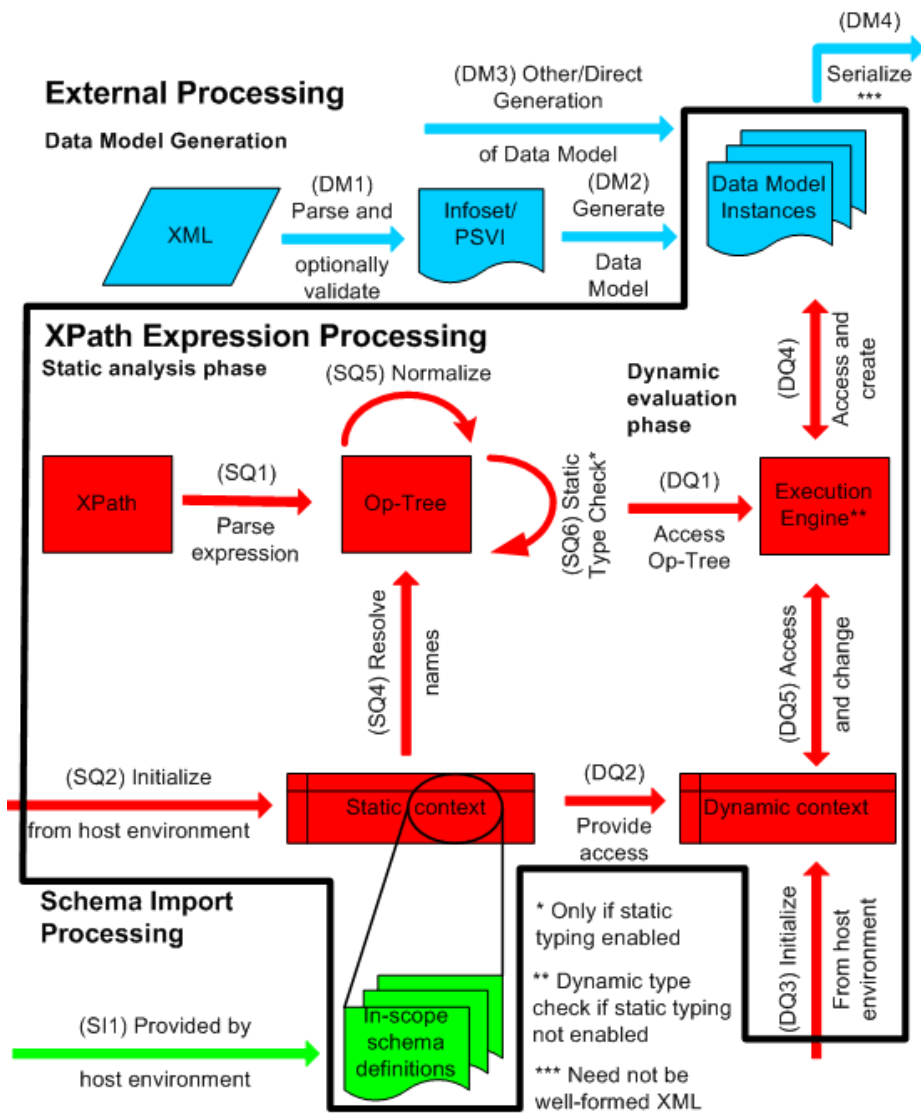 (DM4)
Serialize
***
External Processing
Data Model Generation
(DM3) Other/Direct
Generation
of Data Model
(DM1)
Parse and
optionally
validate
(DM2)
Generate
Data
Model
XML
Infoset/
PSVI
Data Model
Instances
XPath Expression Processing
Static analysis phase
(SQ5) Normalize
Dynamic
evaluation
phase
(DQ4)
Access and
create
XPath
(SQ1)
Parse
expression
Op-Tree
(SQ6) Static
Type Check*
(DQ1)
Access
Op-Tree
Execution
Engine**
(SQ4) Resolve
names
(DQ5) Access
and change
(SQ2) Initialize
from host environment
Static context
(DQ2)
Provide
access
Dynamic context
Schema Import
Processing
(SI1) Provided by
host environment
In-scope
schema
definitions
* Only if static
typing enabled
** Dynamic type
check if static typing
not enabled
*** Need not be
well-formed XML
(DQ3) Initialize
From host
environment